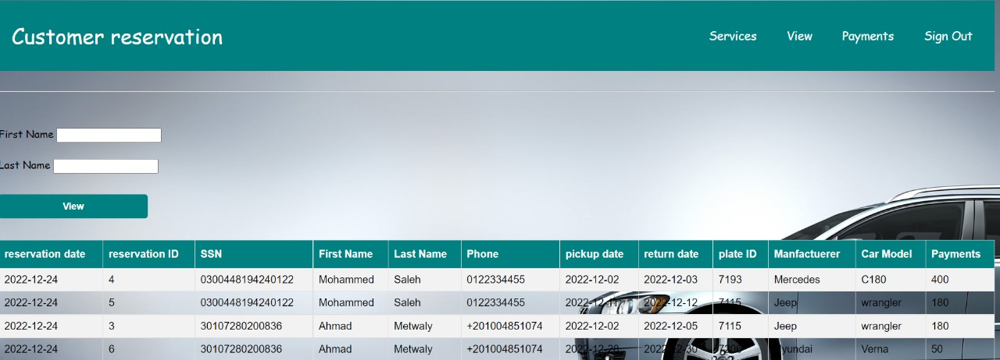 Customer reservation Services View Payments Sign Out
First Name
Last Name
View
reservation date reservation ID SSN First Name Last Name Phone pickup date return date plate ID Manfactuerer Car Model Payments
2022-12-24 4 0300448194240122 Mohammed Saleh 0122334455 2022-12-02 2022-12-03 7193 Mercedes C180 400
2022-12-24 5 0300448194240122 Mohammed Saleh 0122334455 2022-12-11 2022-12-12 7115 Jeep wrangler 180
2022-12-24 3 30107280200836 Ahmad Metwaly +201004851074 2022-12-02 2022-12-05 7115 Jeep wrangler 180
2022-12-24 6 30107280200836 Ahmad Metwaly +201004851074 2022-12-28 2022-12-30 Hyundai Verna 50